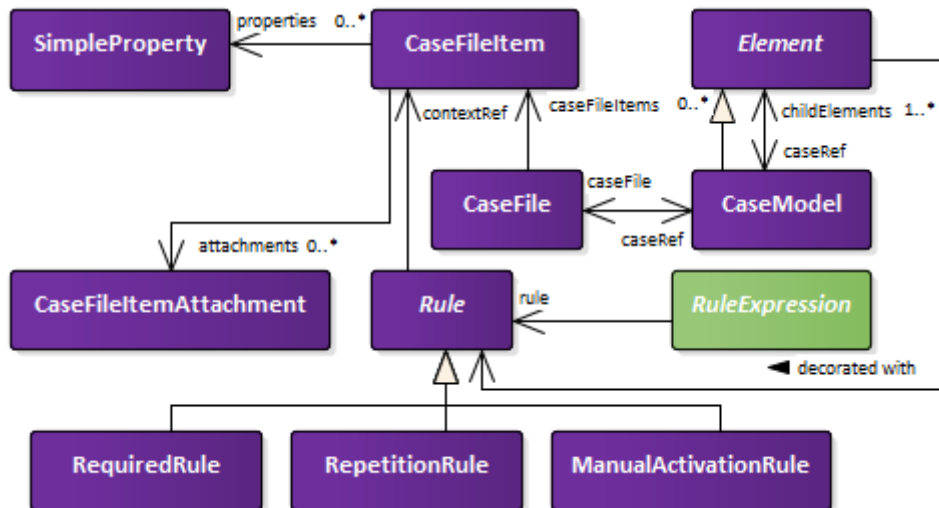 properties 0..*
SimpleProperty
CaseFileItem
Element
contextRef
caseFileItems 0..*
childElements 1..*
caseRef
caseFile
CaseFile
CaseModel
caseRef
attachments 0..*
CaseFileItemAttachment
Rule
rule
RuleExpression
decorated with
RequiredRule
RepetitionRule
ManualActivationRule